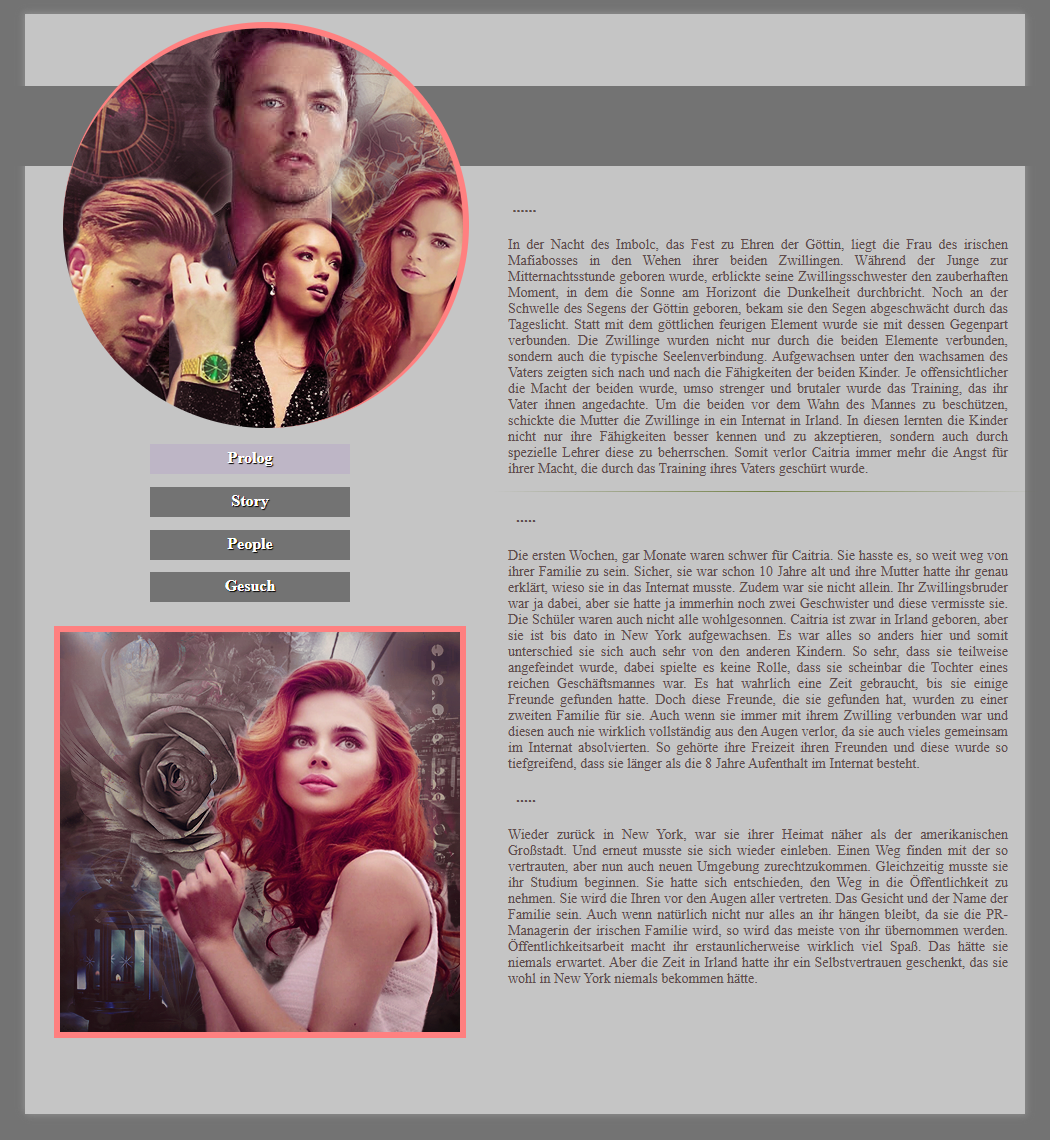 Prolog
Story
People
Gesuch
......
In der Nacht des Imbolc, das Fest zu Ehren der Göttin, liegt die Frau des irischen
Mafiabosses in den Wehen ihrer beiden Zwillingen. Während der Junge zur
Mitternachtsstunde geboren wurde, erblickte seine Zwillingsschwester den zauberhaften
Moment, in dem die Sonne am Horizont die Dunkelheit durchbricht. Noch an der
Schwelle des Segens der Göttin geboren, bekam sie den Segen abgeschwächt durch das
Tageslicht. Statt mit dem göttlichen feurigen Element wurde sie mit dessen Gegenpart
verbunden. Die Zwillinge wurden nicht nur durch die beiden Elemente verbunden,
sondern auch die typische Seelenverbindung. Aufgewachsen unter den wachsamen des
Vaters zeigten sich nach und nach die Fähigkeiten der beiden Kinder. Je offensichtlicher
die Macht der beiden wurde, umso strenger und brutaler wurde das Training, das ihr
Vater ihnen angedachte. Um die beiden vor dem Wahn des Mannes zu beschützen,
schickte die Mutter die Zwillinge in ein Internat in Irland. In diesen lernten die Kinder
nicht nur ihre Fähigkeiten besser kennen und zu akzeptieren, sondern auch durch
spezielle Lehrer diese zu beherrschen. Somit verlor Caitria immer mehr die Angst für
ihrer Macht, die durch das Training ihres Vaters geschürt wurde.
.....
Die ersten Wochen, gar Monate waren schwer für Caitria. Sie hasste es, so weit weg von
ihrer Familie zu sein. Sicher, sie war schon 10 Jahre alt und ihre Mutter hatte ihr genau
erklärt, wieso sie in das Internat musste. Zudem war sie nicht allein. Ihr Zwillingsbruder
war ja dabei, aber sie hatte ja immerhin noch zwei Geschwister und diese vermisste sie.
Die Schüler waren auch nicht alle wohlgesonnen. Caitria ist zwar in Irland geboren, aber
sie ist bis dato in New York aufgewachsen. Es war alles so anders hier und somit
unterschied sie sich auch sehr von den anderen Kindern. So sehr, dass sie teilweise
angefeindet wurde, dabei spielte es keine Rolle, dass sie scheinbar die Tochter eines
reichen Geschäftsmannes war. Es hat wahrlich eine Zeit gebraucht, bis sie einige
Freunde gefunden hatte. Doch diese Freunde, die sie gefunden hat, wurden zu einer
zweiten Familie für sie. Auch wenn sie immer mit ihrem Zwilling verbunden war und
diesen auch nie wirklich vollständig aus den Augen verlor, da sie auch vieles gemeinsam
im Internat absolvierten. So gehörte ihre Freizeit ihren Freunden und diese wurde so
tiefgreifend, dass sie länger als die 8 Jahre Aufenthalt im Internat besteht.
.....
Wieder zurück in New York, war sie ihrer Heimat näher als der amerikanischen
Großstadt. Und erneut musste sie sich wieder einleben. Einen Weg finden mit der so
vertrauten, aber nun auch neuen Umgebung zurechtzukommen. Gleichzeitig musste sie
ihr Studium beginnen. Sie hatte sich entschieden, den Weg in die Öffentlichkeit zu
nehmen. Sie wird die Ihren vor den Augen aller vertreten. Das Gesicht und der Name der
Familie sein. Auch wenn natürlich nicht nur alles an ihr hängen bleibt, da sie die PR-
Managerin der irischen Familie wird, so wird das meiste von ihr übernommen werden.
Öffentlichkeitsarbeit macht ihr erstaunlicherweise wirklich viel Spaß. Das hätte sie
niemals erwartet. Aber die Zeit in Irland hatte ihr ein Selbstvertrauen geschenkt, das sie
wohl in New York niemals bekommen hätte.